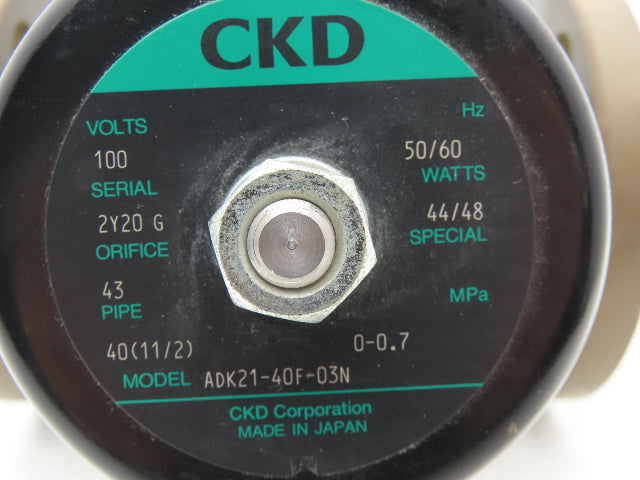 CKD
VOLTS Hz
100 50/60
SERIAL WATTS
2Y20 G 44/48
ORIFICE SPECIAL
43
PIPE MPa
40(11/2) 0-0.7
MODEL ADK21-40F-03N
CKD Corporation
MADE IN JAPAN